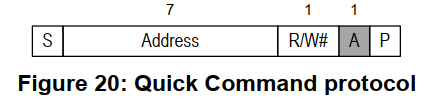 7 1 1
S Address R/W# A P
Figure 20: Quick Command protocol